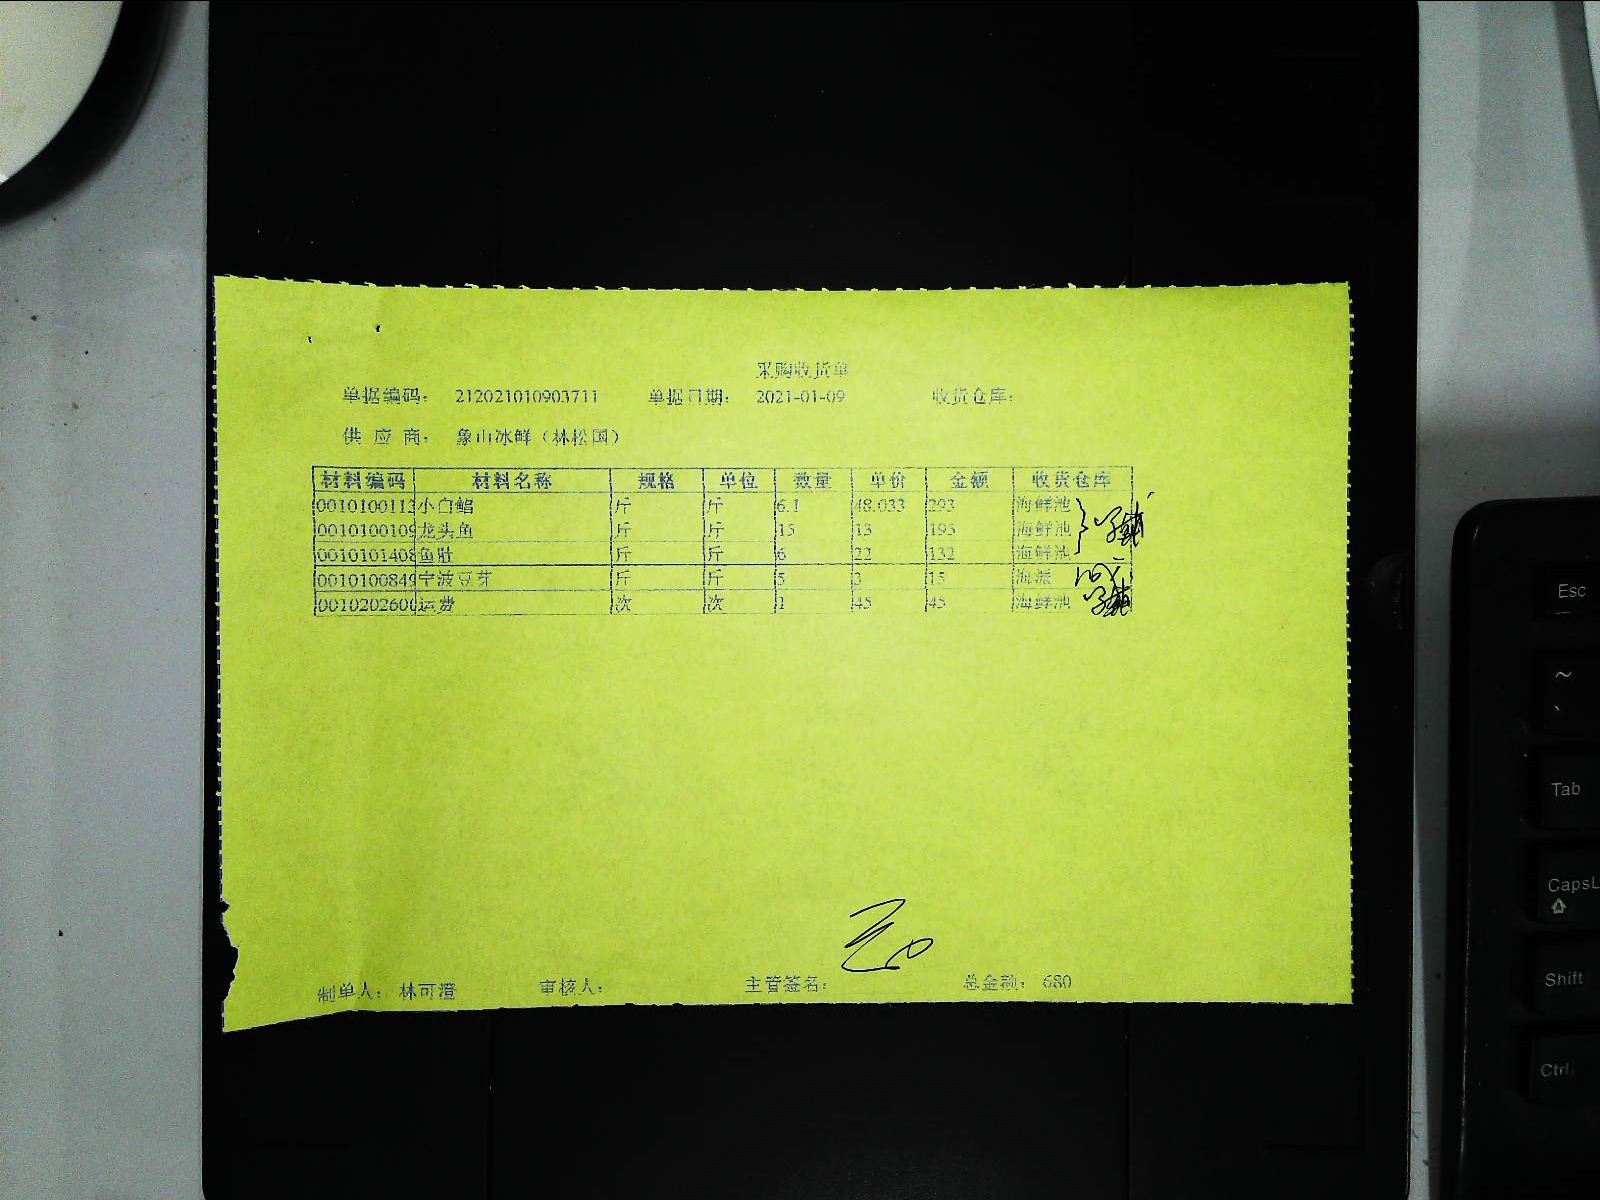 采购收货单
单据编码： 212021010903711 单据日期： 2021-01-09 收货仓库：
供 应 商： 象山冰鲜（林松国）
材料编码 材料名称 规格 单位 数量 单价 金额 收货仓库
0010100113 小白鲳 斤 斤 6.1 48.033 293 海鲜池
0010100109 龙头鱼 斤 斤 15 13 195 海鲜池
0010101408 鱼肚 斤 斤 6 22 132 海鲜池
0010100849 宁波豆芽 斤 斤 5 3 15 海派
001020260 运费 次 次 1 45 45 海鲜池
制单人： 林可澄 审核人： 主管签名： 总金额： 680
Esc
~
Tab
CapsL
Shift
Ctrl